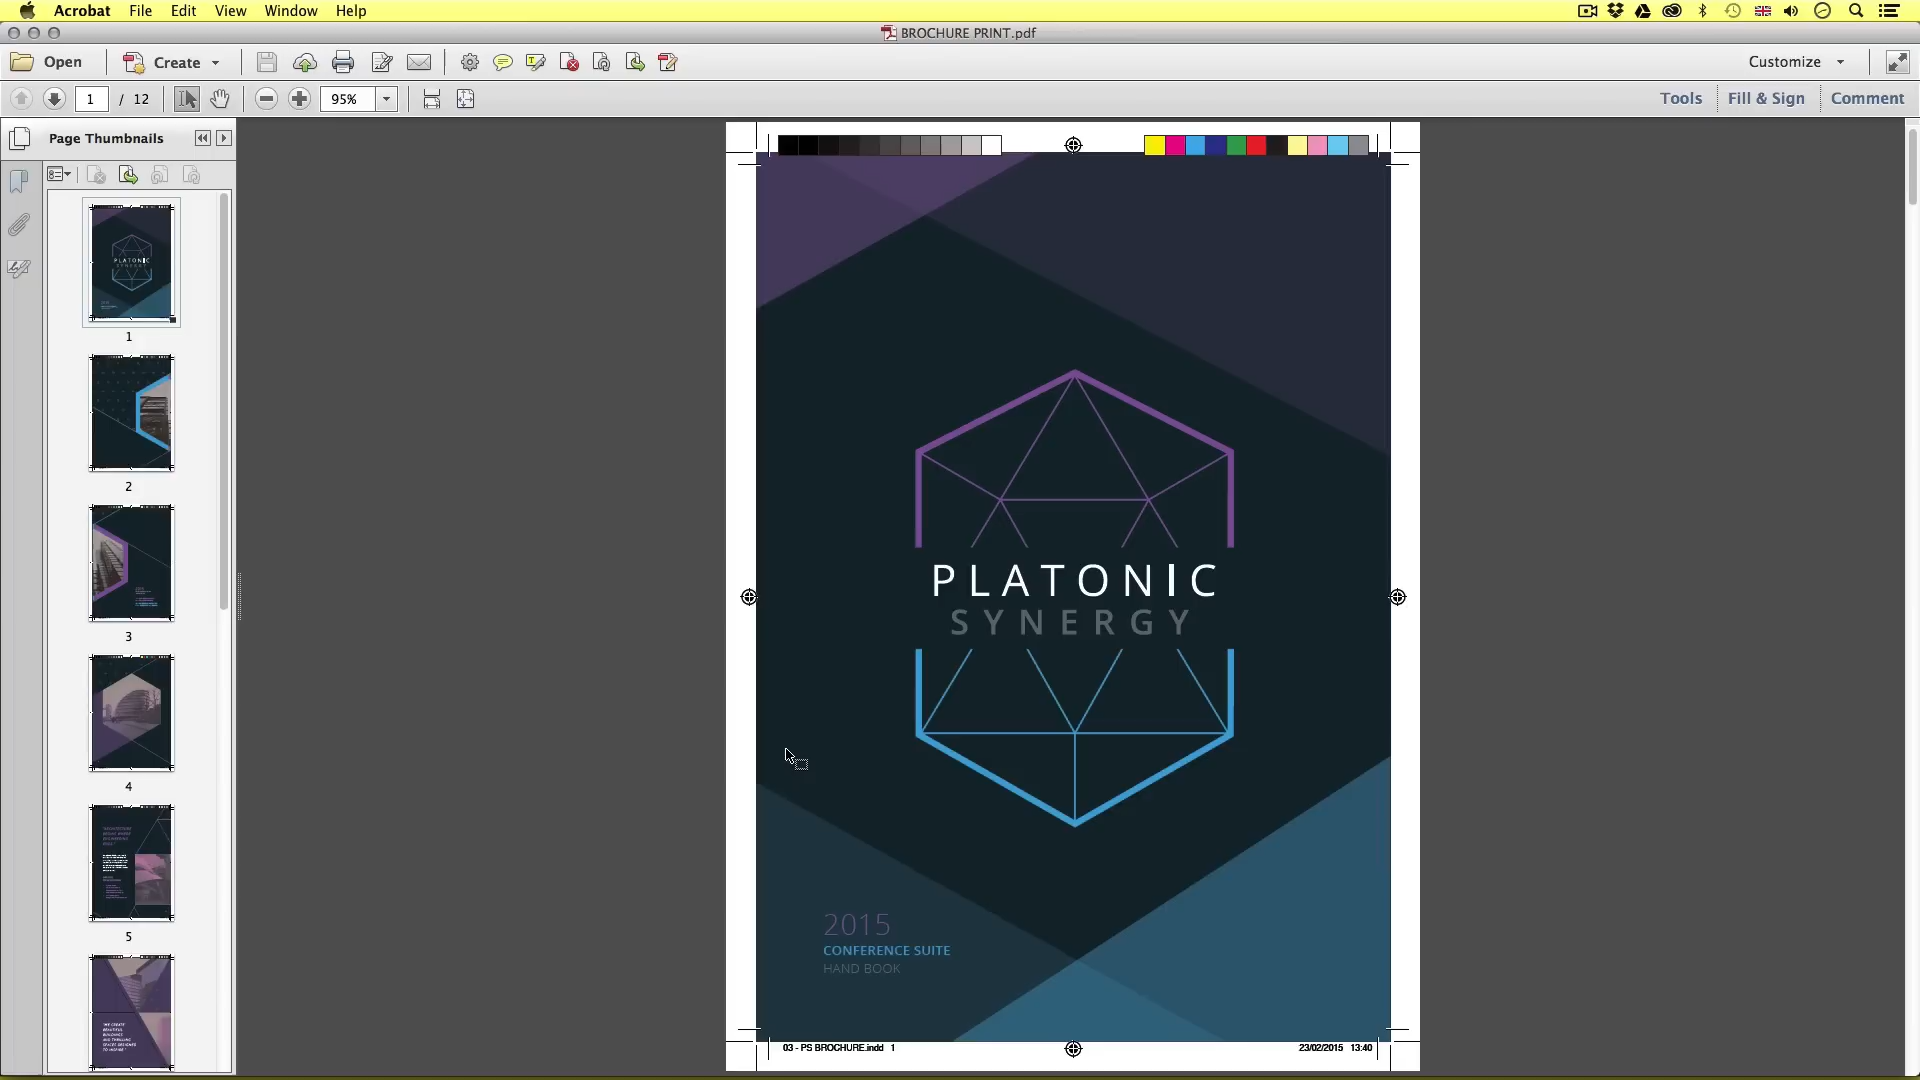 Acrobat File Edit View Window Help
BROCHURE PRINT.pdf
Open Create Customize
1 / 12 95% Tools Fill & Sign Comment
Page Thumbnails
1
2
3
4
5
PLATONIC
SYNERGY
2015
CONFERENCE SUITE
HAND BOOK
03 - PS BROCHURE.indd 1 23/02/2015 13:40